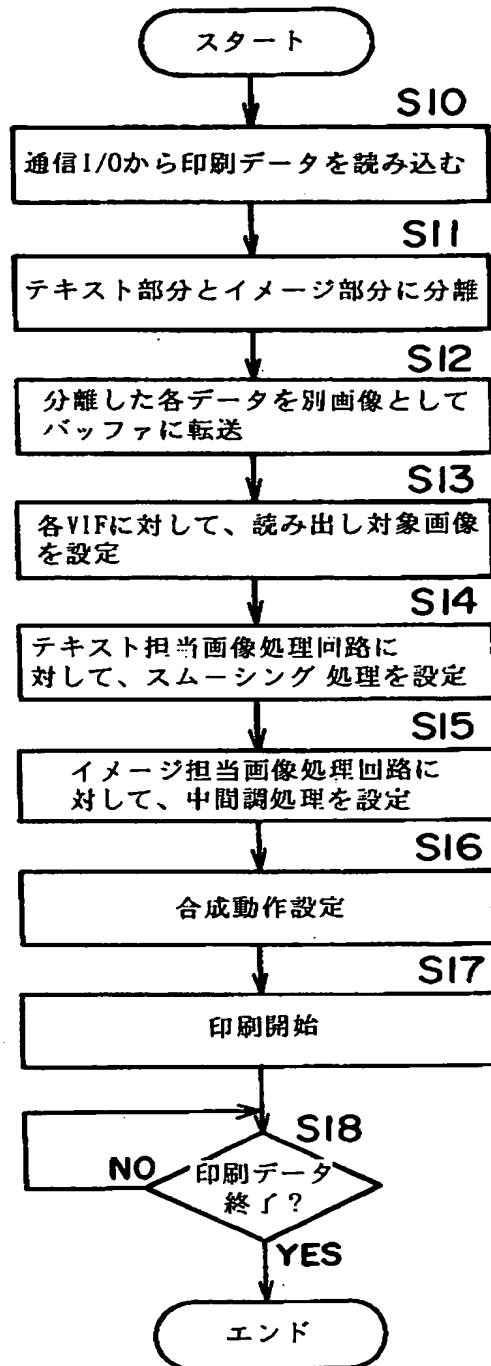 スタート
S10
通信I/Oから印刷データを読み込む
S11
テキスト部分とイメージ部分に分離
S12
分離した各データを別画像として
バッファに転送
S13
各VIFに対して、読み出し対象画像
を設定
S14
テキスト担当画像処理回路に
対して、スムーシング処理を設定
S15
イメージ担当画像処理回路に
対して、中間調処理を設定
S16
合成動作設定
S17
印刷開始
S18
NO
印刷データ
終了?
YES
エンド